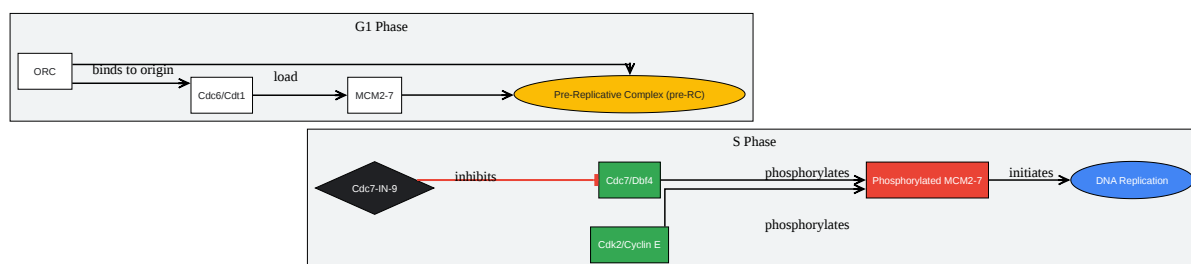 G1 Phase
ORC
binds to origin
Cdc6/Cdt1
load
MCM2-7
Pre-Replicative Complex (pre-RC)
S Phase
Cdc7-IN-9
inhibits
Cdc7/Dbf4
phosphorylates
Phosphorylated MCM2-7
initiates
DNA Replication
Cdk2/Cyclin E
phosphorylates